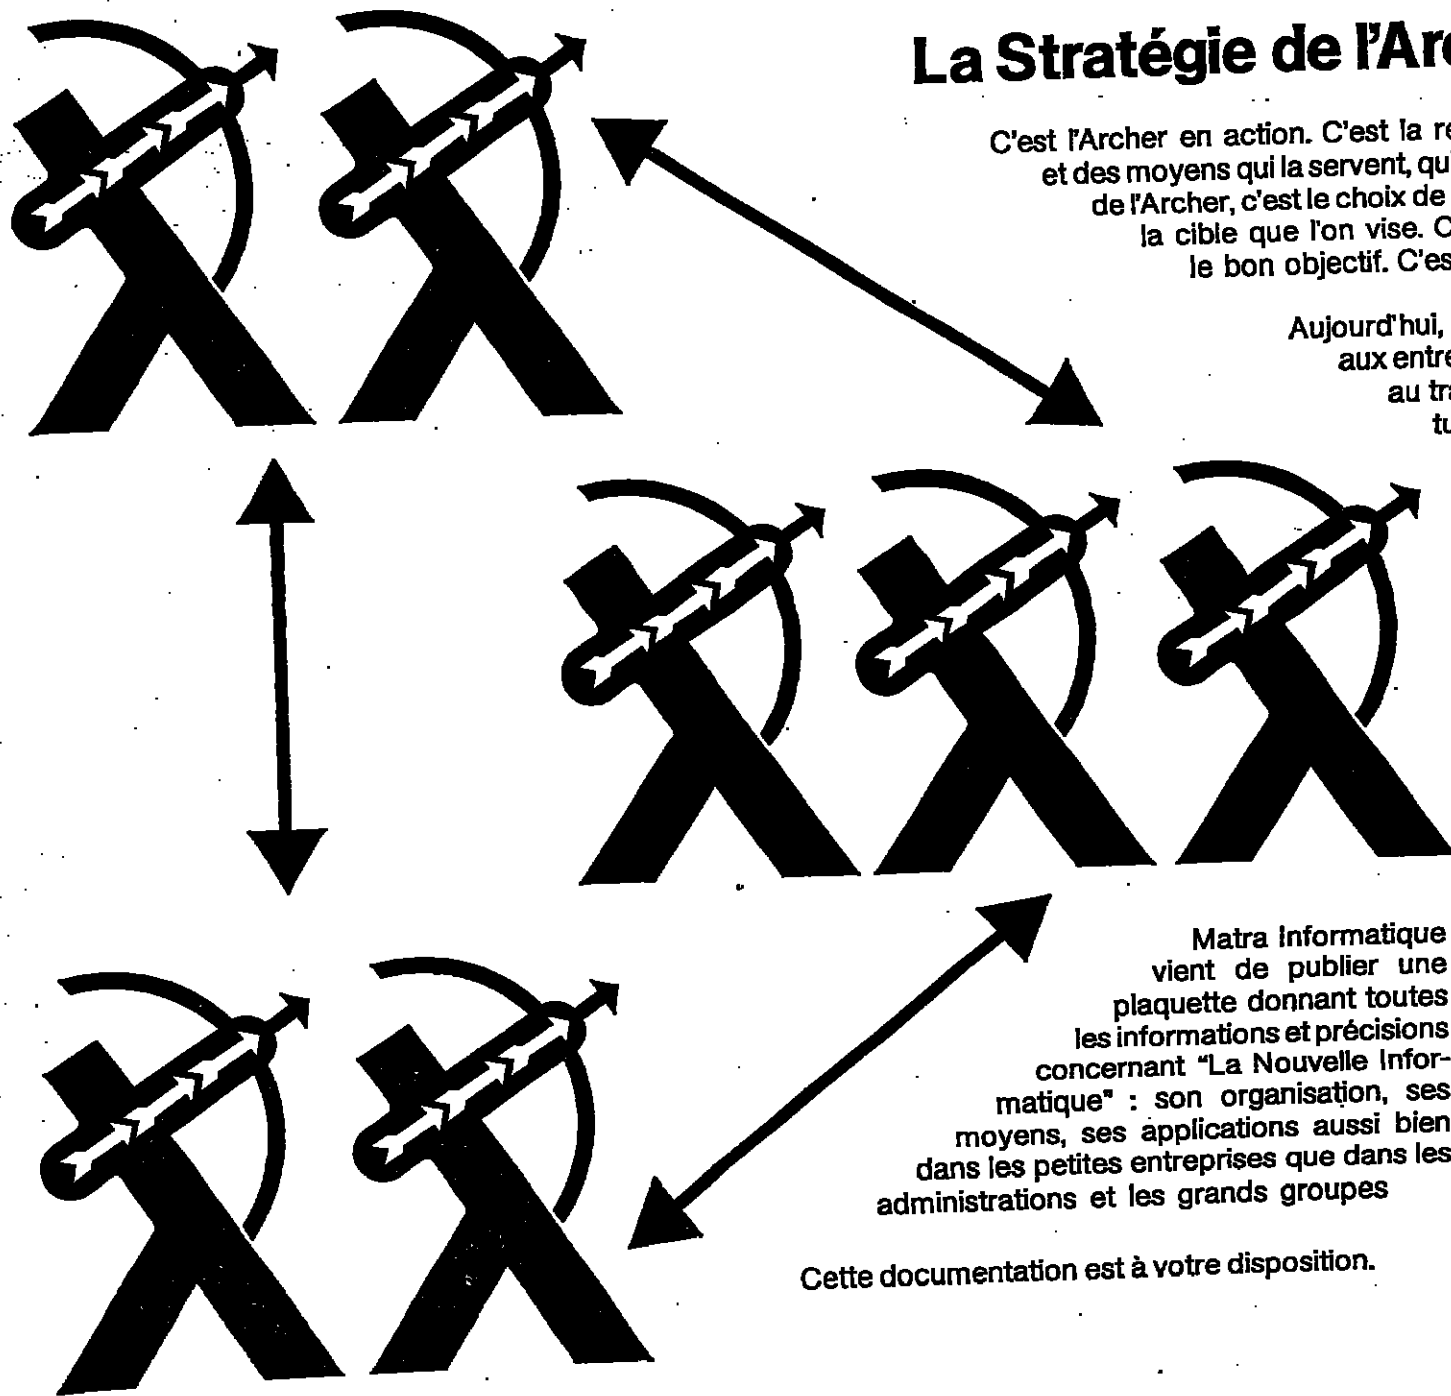 La Stratégie de l'Arc
C'est l'Archer en action. C'est la re
et des moyens qui la servent, qu
de l'Archer, c'est le choix de
la cible que l'on vise. C
le bon objectif. C'es
Aujourd'hui,
aux entre
au tra
tu
Matra Informatique
vient de publier une
plaquette donnant toutes
les informations et précisions
concernant "La Nouvelle Infor-
matique" : son organisation, ses
moyens, ses applications aussi bien
dans les petites entreprises que dans les
administrations et les grands groupes
Cette documentation est à votre disposition.